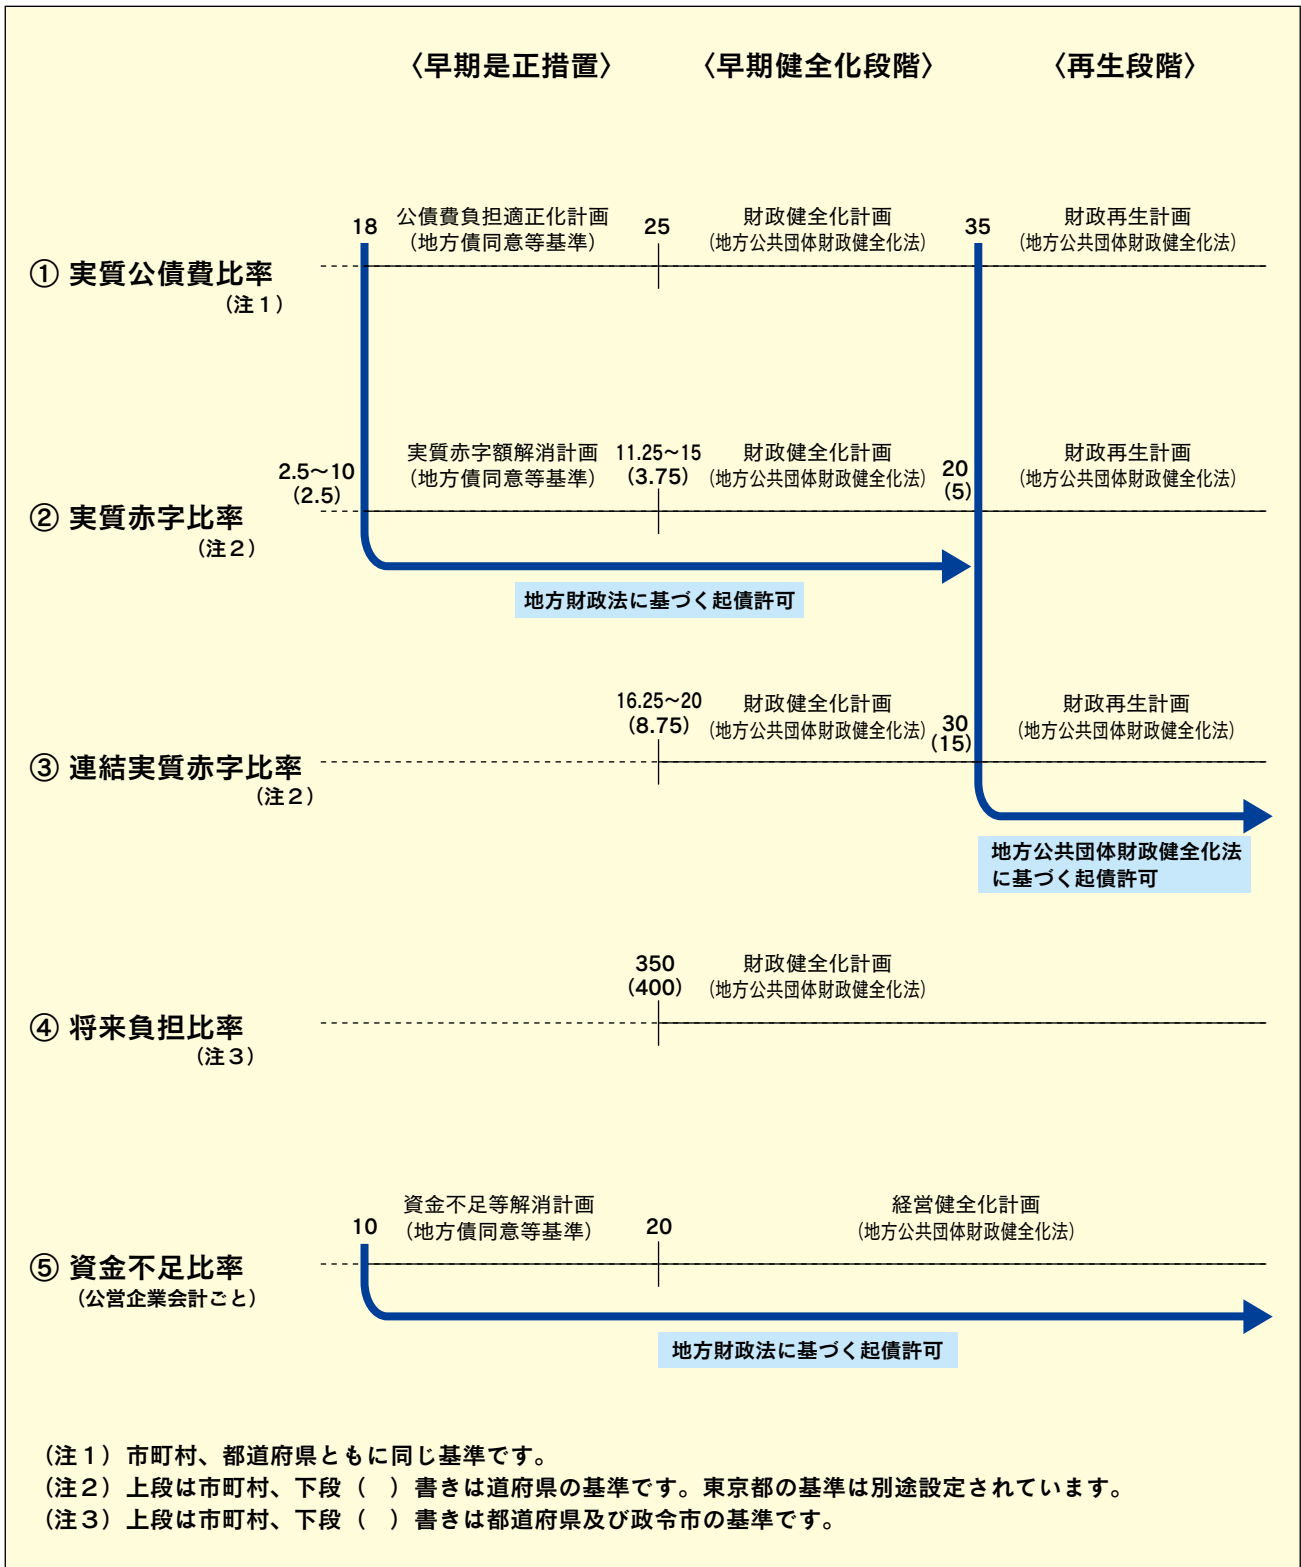 〈早期是正措置〉 〈早期健全化段階〉 〈再生段階〉
18 公債費負担適正化計画 25 財政健全化計画 35 財政再生計画
(地方債同意等基準) (地方公共団体財政健全化法) (地方公共団体財政健全化法)
① 実質公債費比率
(注1)
2.5~10 実質赤字額解消計画 11.25~15 財政健全化計画 20 財政再生計画
(2.5) (地方債同意等基準) (3.75) (地方公共団体財政健全化法) (5) (地方公共団体財政健全化法)
② 実質赤字比率
(注2)
地方財政法に基づく起債許可
16.25~20 財政健全化計画 30 財政再生計画
(8.75) (地方公共団体財政健全化法) (15) (地方公共団体財政健全化法)
③ 連結実質赤字比率
(注2)
地方公共団体財政健全化法
に基づく起債許可
350 財政健全化計画
(400) (地方公共団体財政健全化法)
④ 将来負担比率
(注3)
10 資金不足等解消計画 20 経営健全化計画
(地方債同意等基準) (地方公共団体財政健全化法)
⑤ 資金不足比率
(公営企業会計ごと)
地方財政法に基づく起債許可
(注1)市町村、都道府県ともに同じ基準です。
(注2)上段は市町村、下段( )書きは道府県の基準です。東京都の基準は別途設定されています。
(注3)上段は市町村、下段( )書きは都道府県及び政令市の基準です。